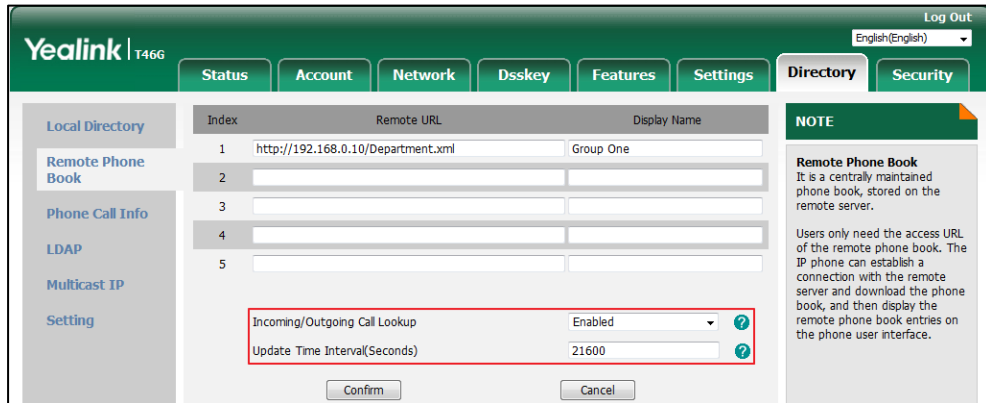 Log Out
Yealink T46G
English(English)
Status Account Network Dsskey Features Settings Directory Security
Local Directory
Remote Phone
Book
Phone Call Info
LDAP
Multicast IP
Setting
Index Remote URL Display Name
1 http://192.168.0.10/Department.xml Group One
2
3
4
5
Incoming/Outgoing Call Lookup Enabled ?
Update Time Interval(Seconds) 21600 ?
Confirm Cancel
NOTE
Remote Phone Book
It is a centrally maintained
phone book, stored on the
remote server.
Users only need the access URL
of the remote phone book. The
IP phone can establish a
connection with the remote
server and download the phone
book, and then display the
remote phone book entries on
the phone user interface.